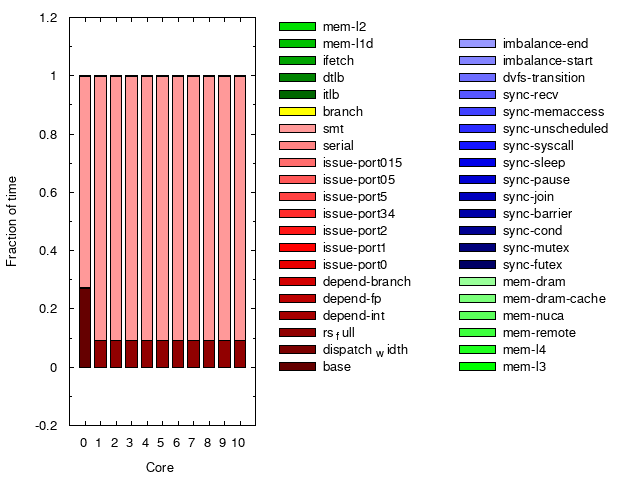 1.2
1
0.8
0.6
0.4
0.2
0
-0.2
Fraction of time
0 1 2 3 4 5 6 7 8 9 10
Core
mem-l2
mem-l1d
ifetch
dtlb
itlb
branch
smt
serial
issue-port015
issue-port05
issue-port5
issue-port34
issue-port2
issue-port1
issue-port0
depend-branch
depend-fp
depend-int
rs f ull
dispatch w idth
base
imbalance-end
imbalance-start
dvfs-transition
sync-recv
sync-memaccess
sync-unscheduled
sync-syscall
sync-sleep
sync-pause
sync-join
sync-barrier
sync-cond
sync-mutex
sync-futex
mem-dram
mem-dram-cache
mem-nuca
mem-remote
mem-l4
mem-l3